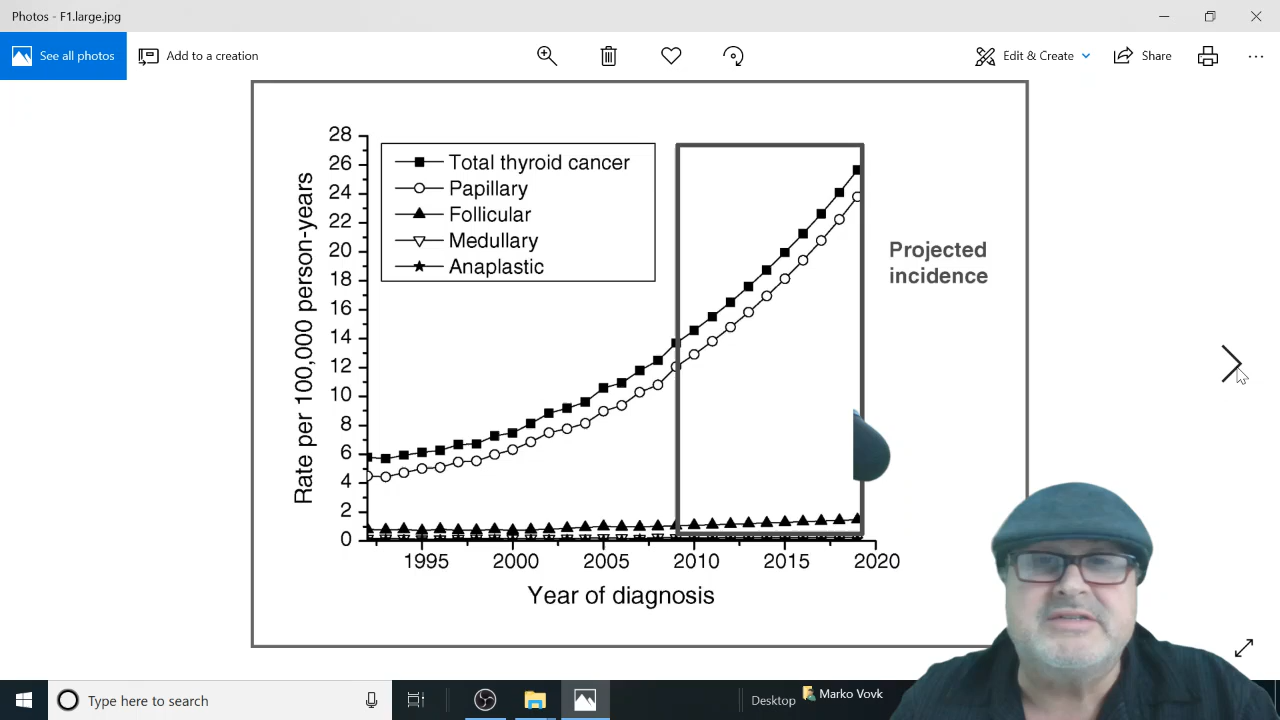 Photos - F1.large.jpg
See all photos
Add to a creation
Edit & Create
Share
28
26
24
22
20
18
16
14
12
10
8
6
4
2
0
Rate per 100,000 person-years
Total thyroid cancer
Papillary
Follicular
Medullary
Anaplastic
Projected
incidence
1995 2000 2005 2010 2015 2020
Year of diagnosis
Type here to search
Desktop
Marko Vovk